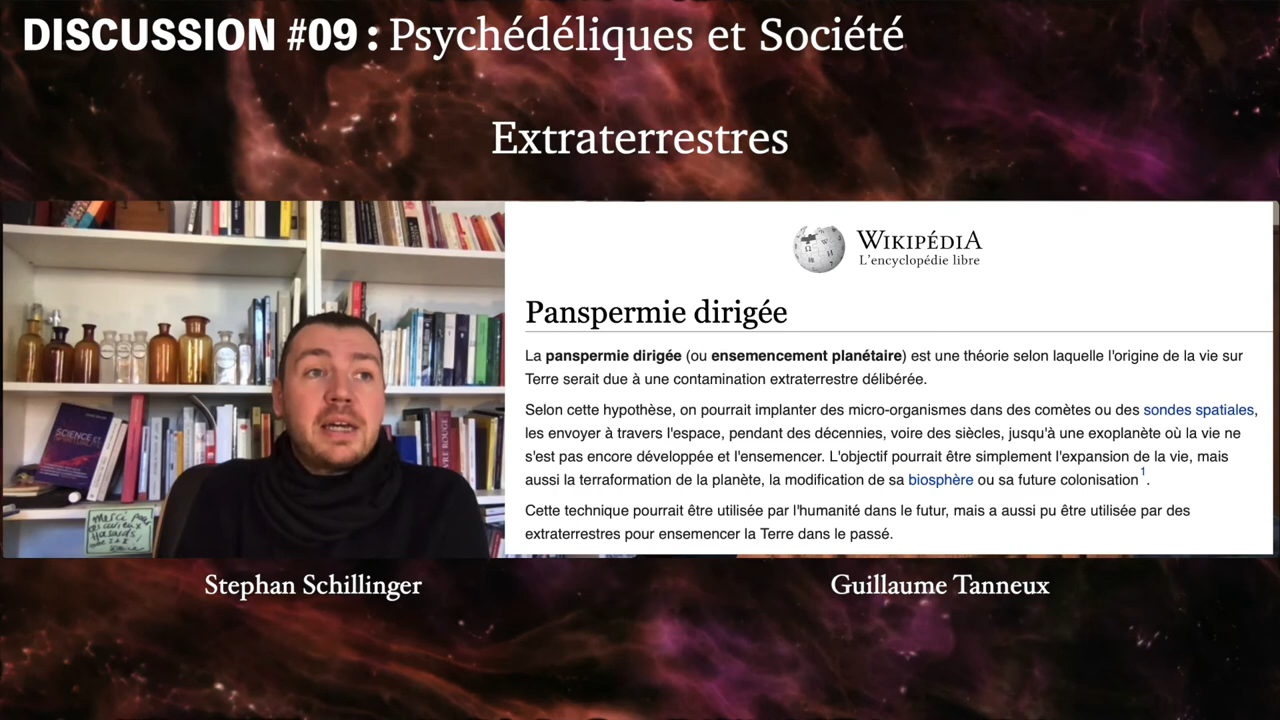 DISCUSSION #09 : Psychédéliques et Société
Extraterrestres
WIKIPÉDIA
L'encyclopédie libre
Panspermie dirigée
La panspermie dirigée (ou ensemencement planétaire) est une théorie selon laquelle l'origine de la vie sur
Terre serait due à une contamination extraterrestre délibérée.
Selon cette hypothèse, on pourrait implanter des micro-organismes dans des comètes ou des sondes spatiales,
les envoyer à travers l'espace, pendant des décennies, voire des siècles, jusqu'à une exoplanète où la vie ne
s'est pas encore développée et l'ensemencer. L'objectif pourrait être simplement l'expansion de la vie, mais
aussi la terraformation de la planète, la modification de sa biosphère ou sa future colonisation1.
Cette technique pourrait être utilisée par l'humanité dans le futur, mais a aussi pu être utilisée par des
extraterrestres pour ensemencer la Terre dans le passé.
SCIENCE ET
Merci pour
Stephan Schillinger
Guillaume Tanneux